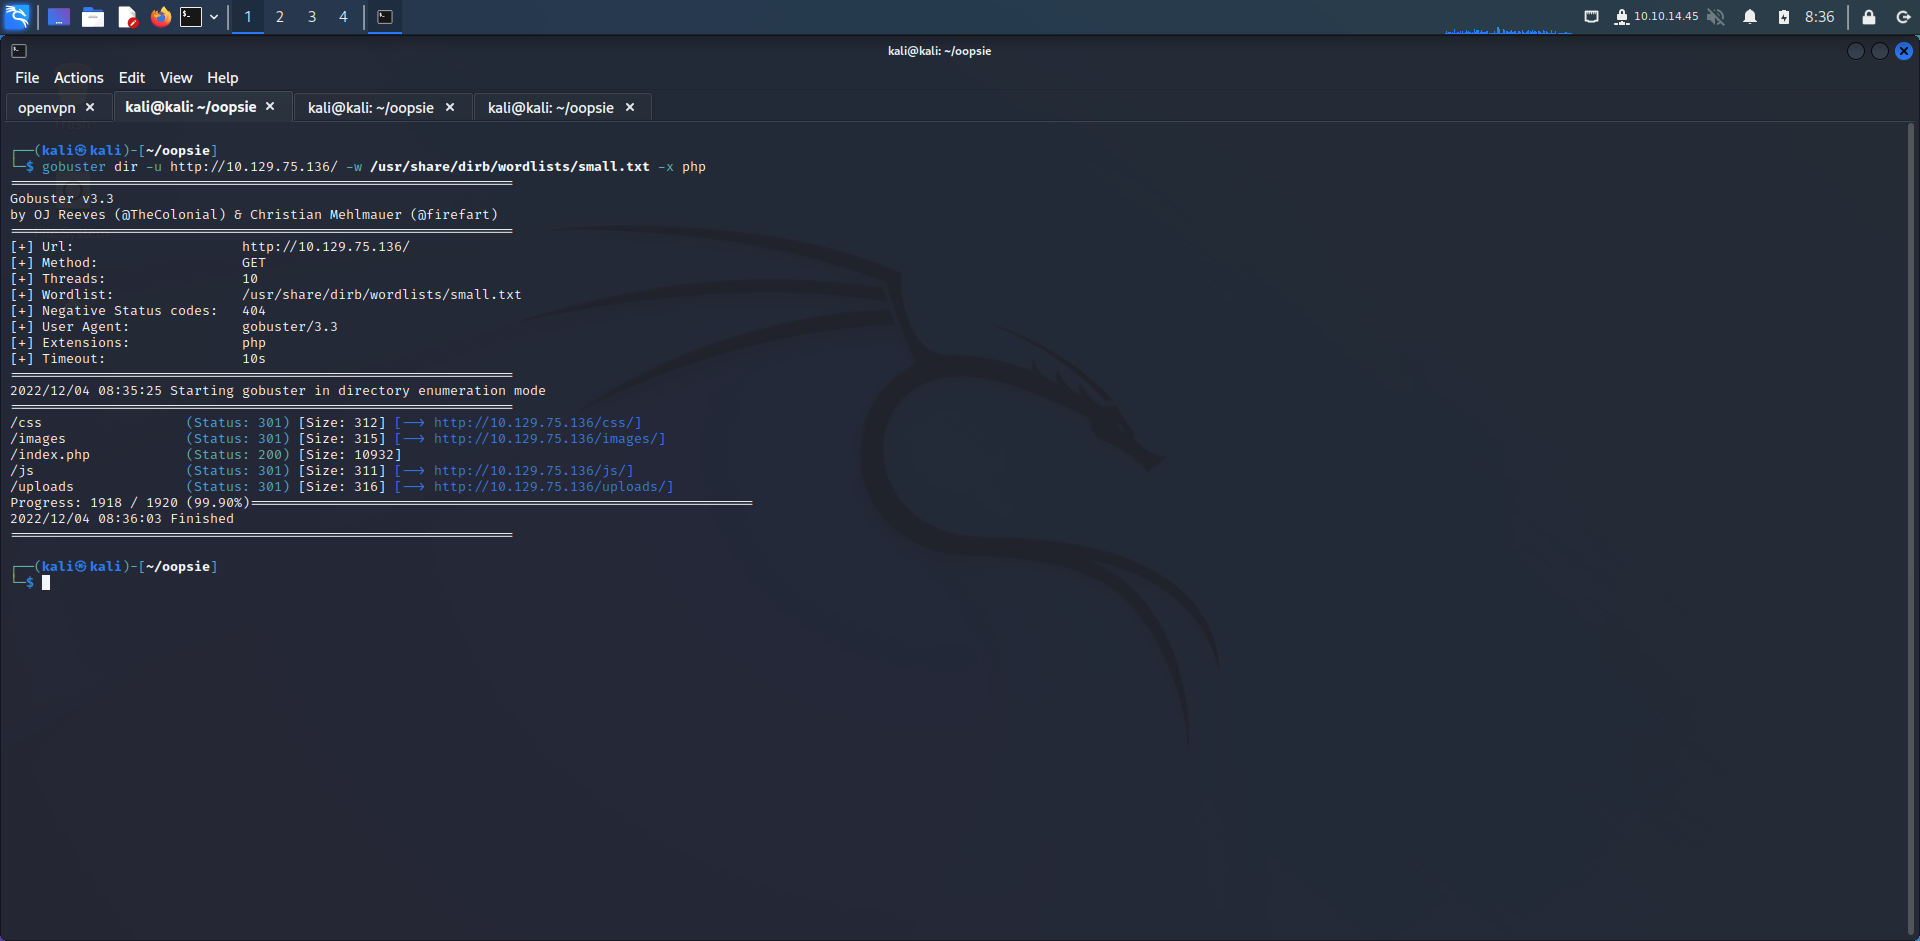 1 2 3 4 10.10.14.45 8:36
kali@kali: ~/oopsie
File Actions Edit View Help
openvpn kali@kali: ~/oopsie kali@kali: ~/oopsie kali@kali: ~/oopsie
┌──(kali㉿kali)-[~/oopsie]
└─$ gobuster dir -u http://10.129.75.136/ -w /usr/share/dirb/wordlists/small.txt -x php
===============================================================
Gobuster v3.3
by OJ Reeves (@TheColonial) & Christian Mehlmauer (@firefart)
===============================================================
[+] Url: http://10.129.75.136/
[+] Method: GET
[+] Threads: 10
[+] Wordlist: /usr/share/dirb/wordlists/small.txt
[+] Negative Status codes: 404
[+] User Agent: gobuster/3.3
[+] Extensions: php
[+] Timeout: 10s
===============================================================
2022/12/04 08:35:25 Starting gobuster in directory enumeration mode
===============================================================
/css (Status: 301) [Size: 312] [--> http://10.129.75.136/css/]
/images (Status: 301) [Size: 315] [--> http://10.129.75.136/images/]
/index.php (Status: 200) [Size: 10932]
/js (Status: 301) [Size: 311] [--> http://10.129.75.136/js/]
/uploads (Status: 301) [Size: 316] [--> http://10.129.75.136/uploads/]
Progress: 1918 / 1920 (99.90%)===============================================================
2022/12/04 08:36:03 Finished
===============================================================
┌──(kali㉿kali)-[~/oopsie]
└─$